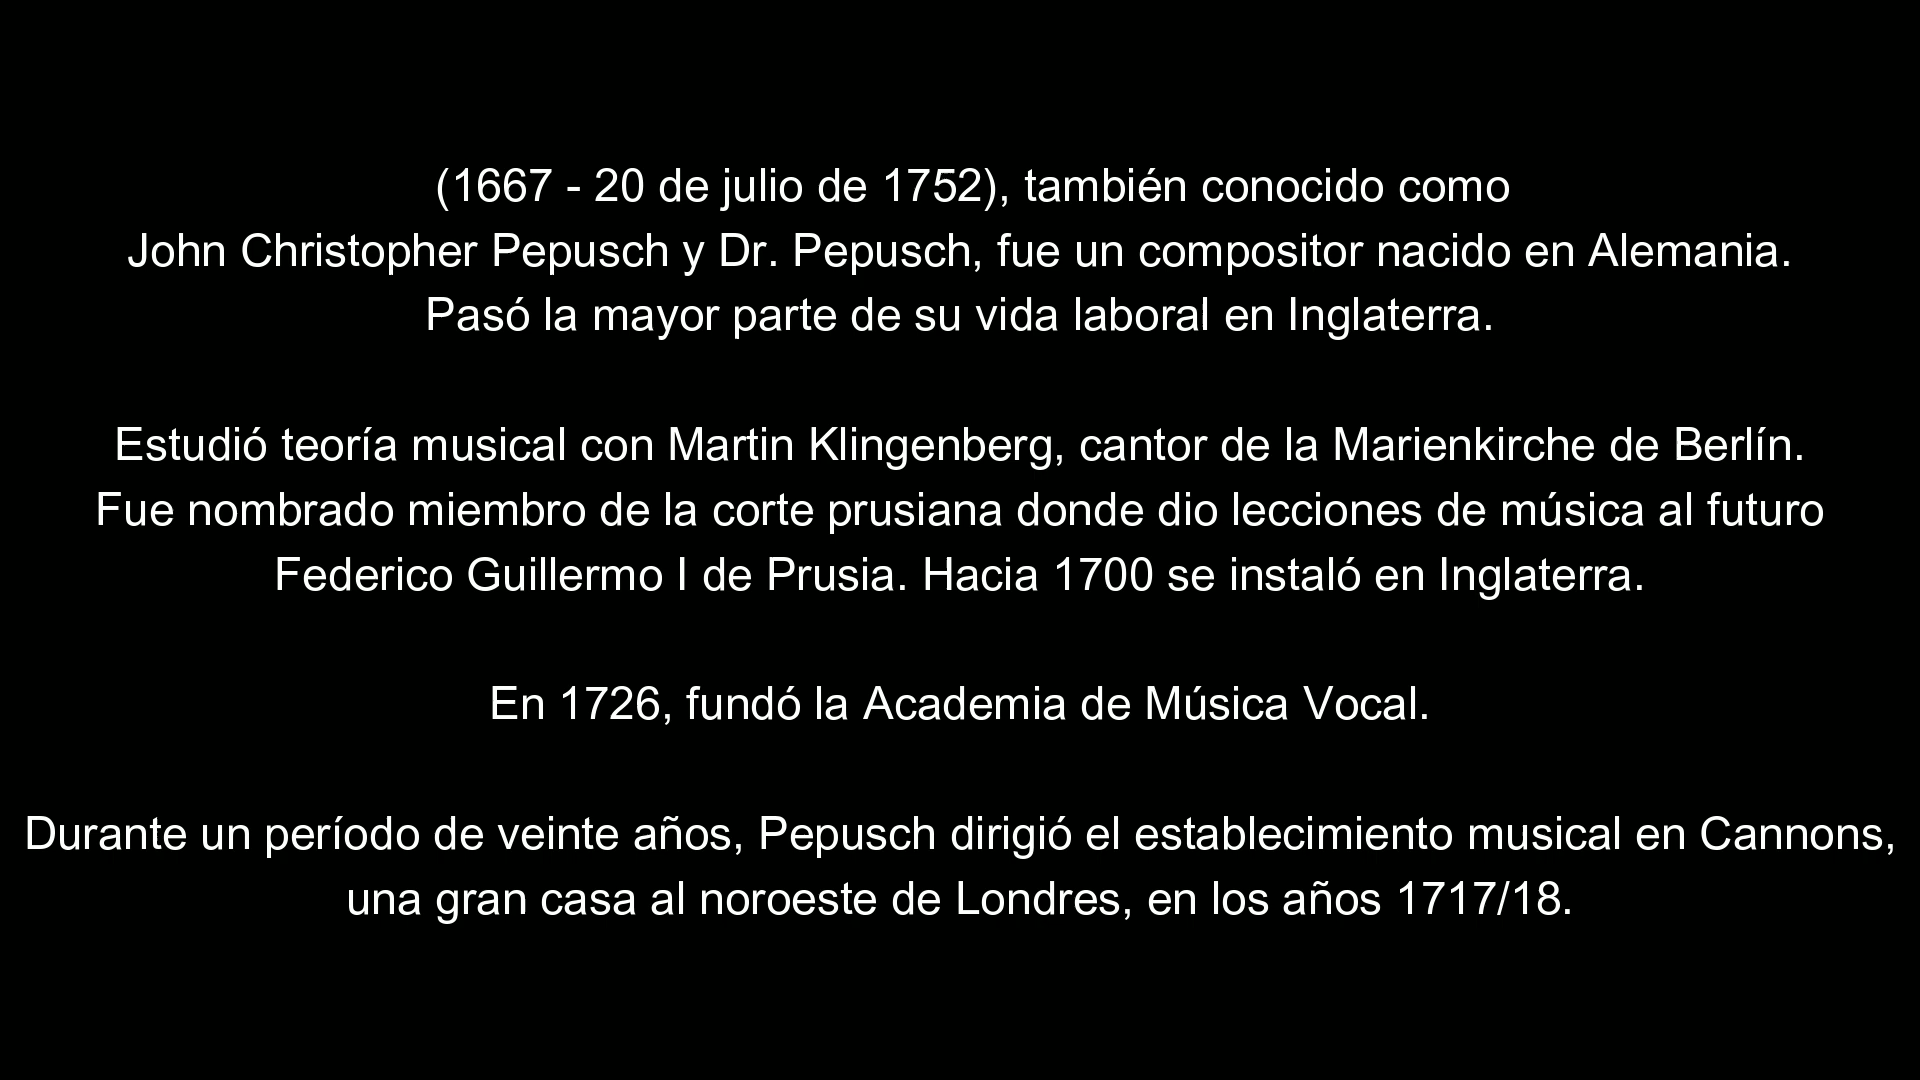 (1667 - 20 de julio de 1752), también conocido como
John Christopher Pepusch y Dr. Pepusch, fue un compositor nacido en Alemania.
Pasó la mayor parte de su vida laboral en Inglaterra.
Estudió teoría musical con Martin Klingenberg, cantor de la Marienkirche de Berlín.
Fue nombrado miembro de la corte prusiana donde dio lecciones de música al futuro
Federico Guillermo I de Prusia. Hacia 1700 se instaló en Inglaterra.
En 1726, fundó la Academia de Música Vocal.
Durante un período de veinte años, Pepusch dirigió el establecimiento musical en Cannons,
una gran casa al noroeste de Londres, en los años 1717/18.